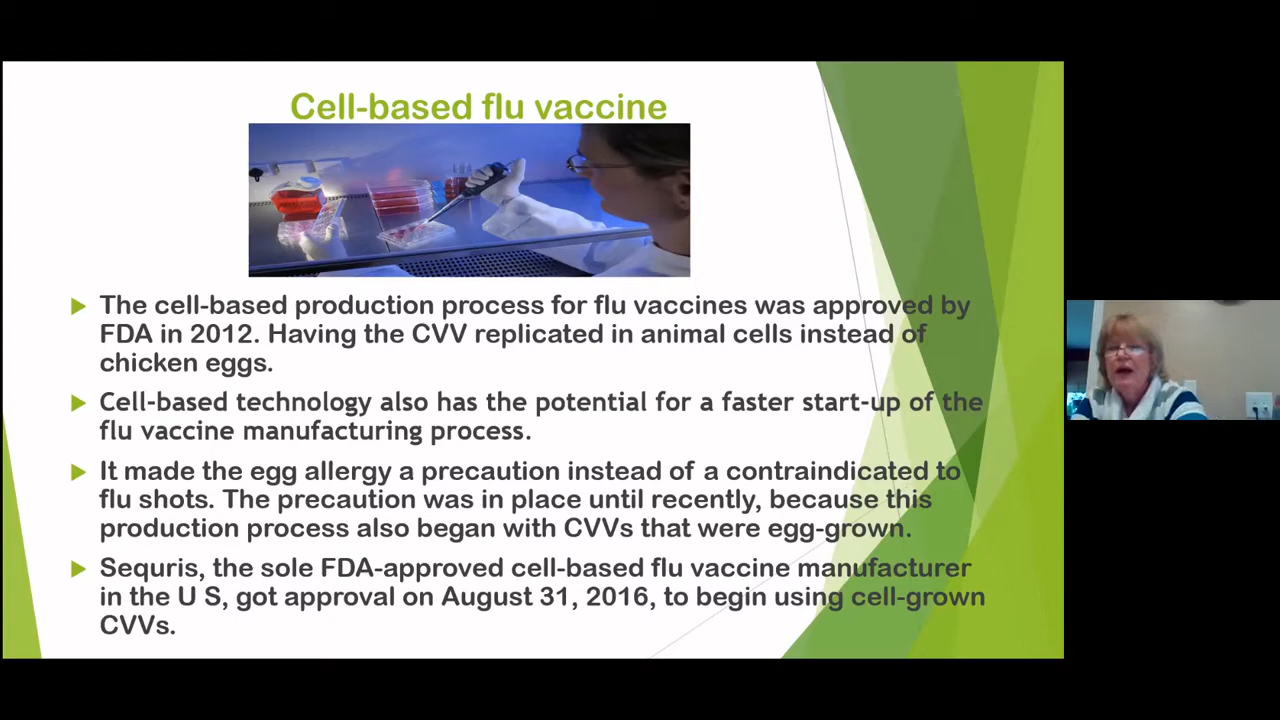 Cell-based flu vaccine
The cell-based production process for flu vaccines was approved by
FDA in 2012. Having the CVV replicated in animal cells instead of
chicken eggs.
Cell-based technology also has the potential for a faster start-up of the
flu vaccine manufacturing process.
It made the egg allergy a precaution instead of a contraindicated to
flu shots. The precaution was in place until recently, because this
production process also began with CVVs that were egg-grown.
Sequris, the sole FDA-approved cell-based flu vaccine manufacturer
in the U S, got approval on August 31, 2016, to begin using cell-grown
CVVs.